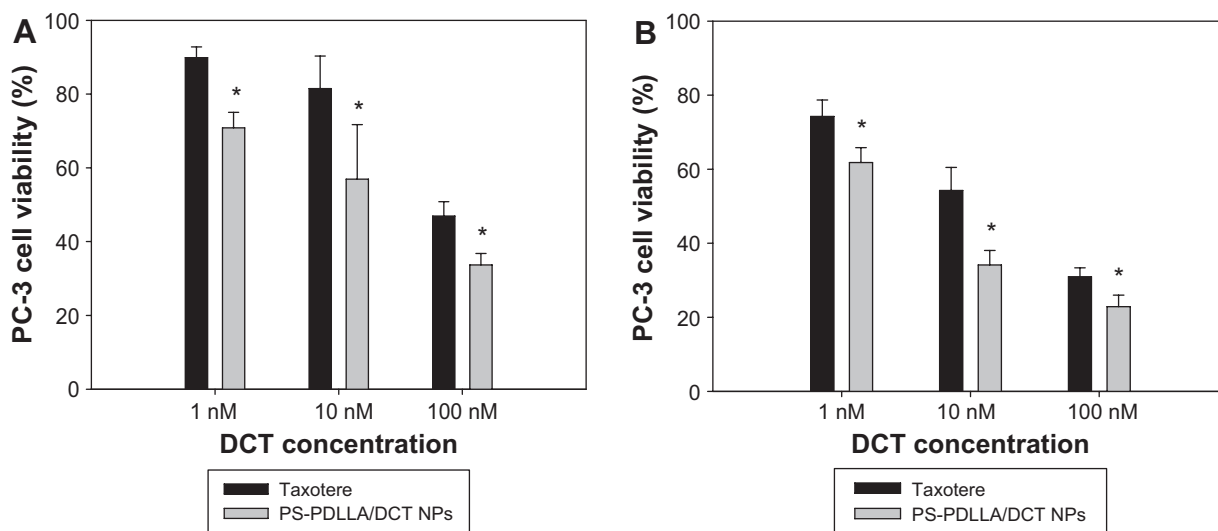 A
PC-3 cell viability (%)
100
80
60
40
20
0
*
*
*
1 nM
10 nM
100 nM
DCT concentration
Taxotere
PS-PDLLA/DCT NPs
B
PC-3 cell viability (%)
100
80
60
40
20
0
*
*
*
1 nM
10 nM
100 nM
DCT concentration
Taxotere
PS-PDLLA/DCT NPs